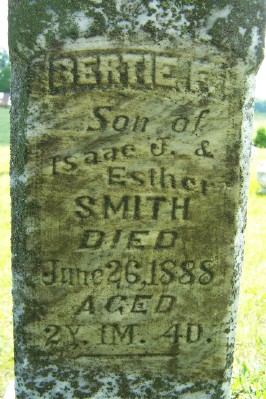 BERTIE F.
Son of
Isaac J. &
Esther
SMITH
DIED
June 26, 1888
AGED
2Y. 1M. 4D.